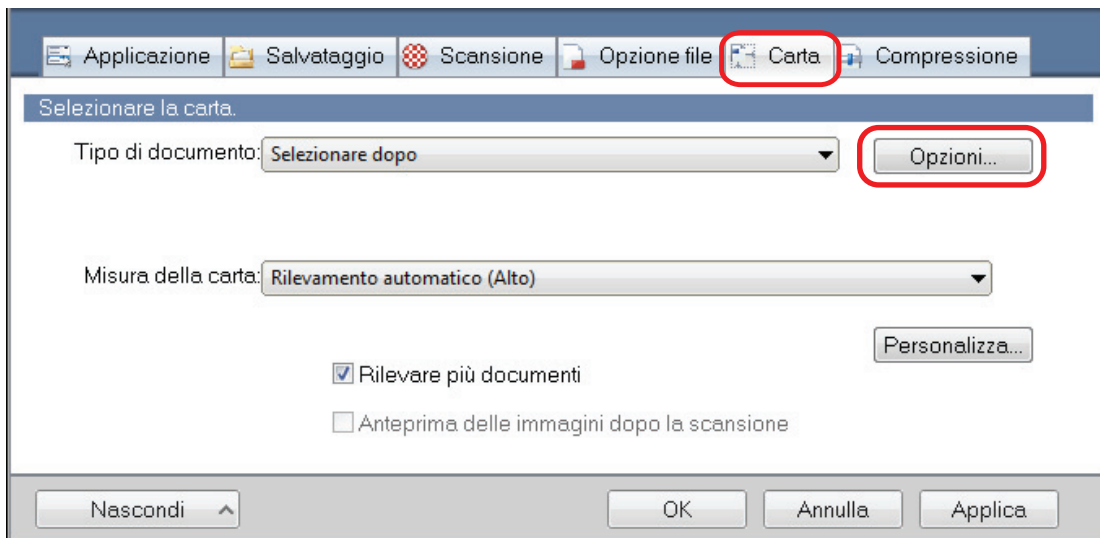 Applicazione Salvataggio Scansione Opzione file Carta Compressione
Selezionare la carta.
Tipo di documento: Selezionare dopo Opzioni...
Misura della carta: Rilevamento automatico (Alto)
Personalizza...
Rilevare più documenti
Anteprima delle immagini dopo la scansione
Nascondi OK Annulla Applica